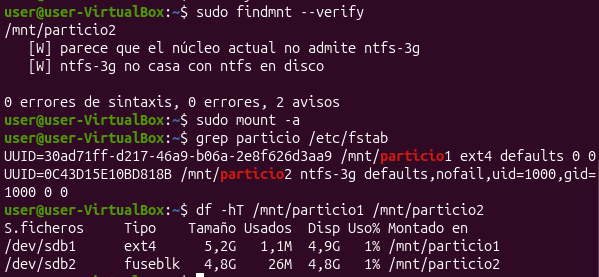 user@user-VirtualBox:~$ sudo findmnt --verify
/mnt/particio2
   [W] parece que el núcleo actual no admite ntfs-3g
   [W] ntfs-3g no casa con ntfs en disco

0 errores de sintaxis, 0 errores, 2 avisos
user@user-VirtualBox:~$ sudo mount -a
user@user-VirtualBox:~$ grep particio /etc/fstab
UUID=30ad71ff-d217-46a9-b06a-2e8f626d3aa9 /mnt/particio1 ext4 defaults 0 0
UUID=0C43D15E10BD818B /mnt/particio2 ntfs-3g defaults,nofail,uid=1000,gid=
1000 0 0
user@user-VirtualBox:~$ df -hT /mnt/particio1 /mnt/particio2
S.ficheros     Tipo    Tamaño Usados  Disp Uso% Montado en
/dev/sdb1      ext4      5,2G   1,1M  4,9G   1% /mnt/particio1
/dev/sdb2      fuseblk   4,8G    26M  4,8G   1% /mnt/particio2